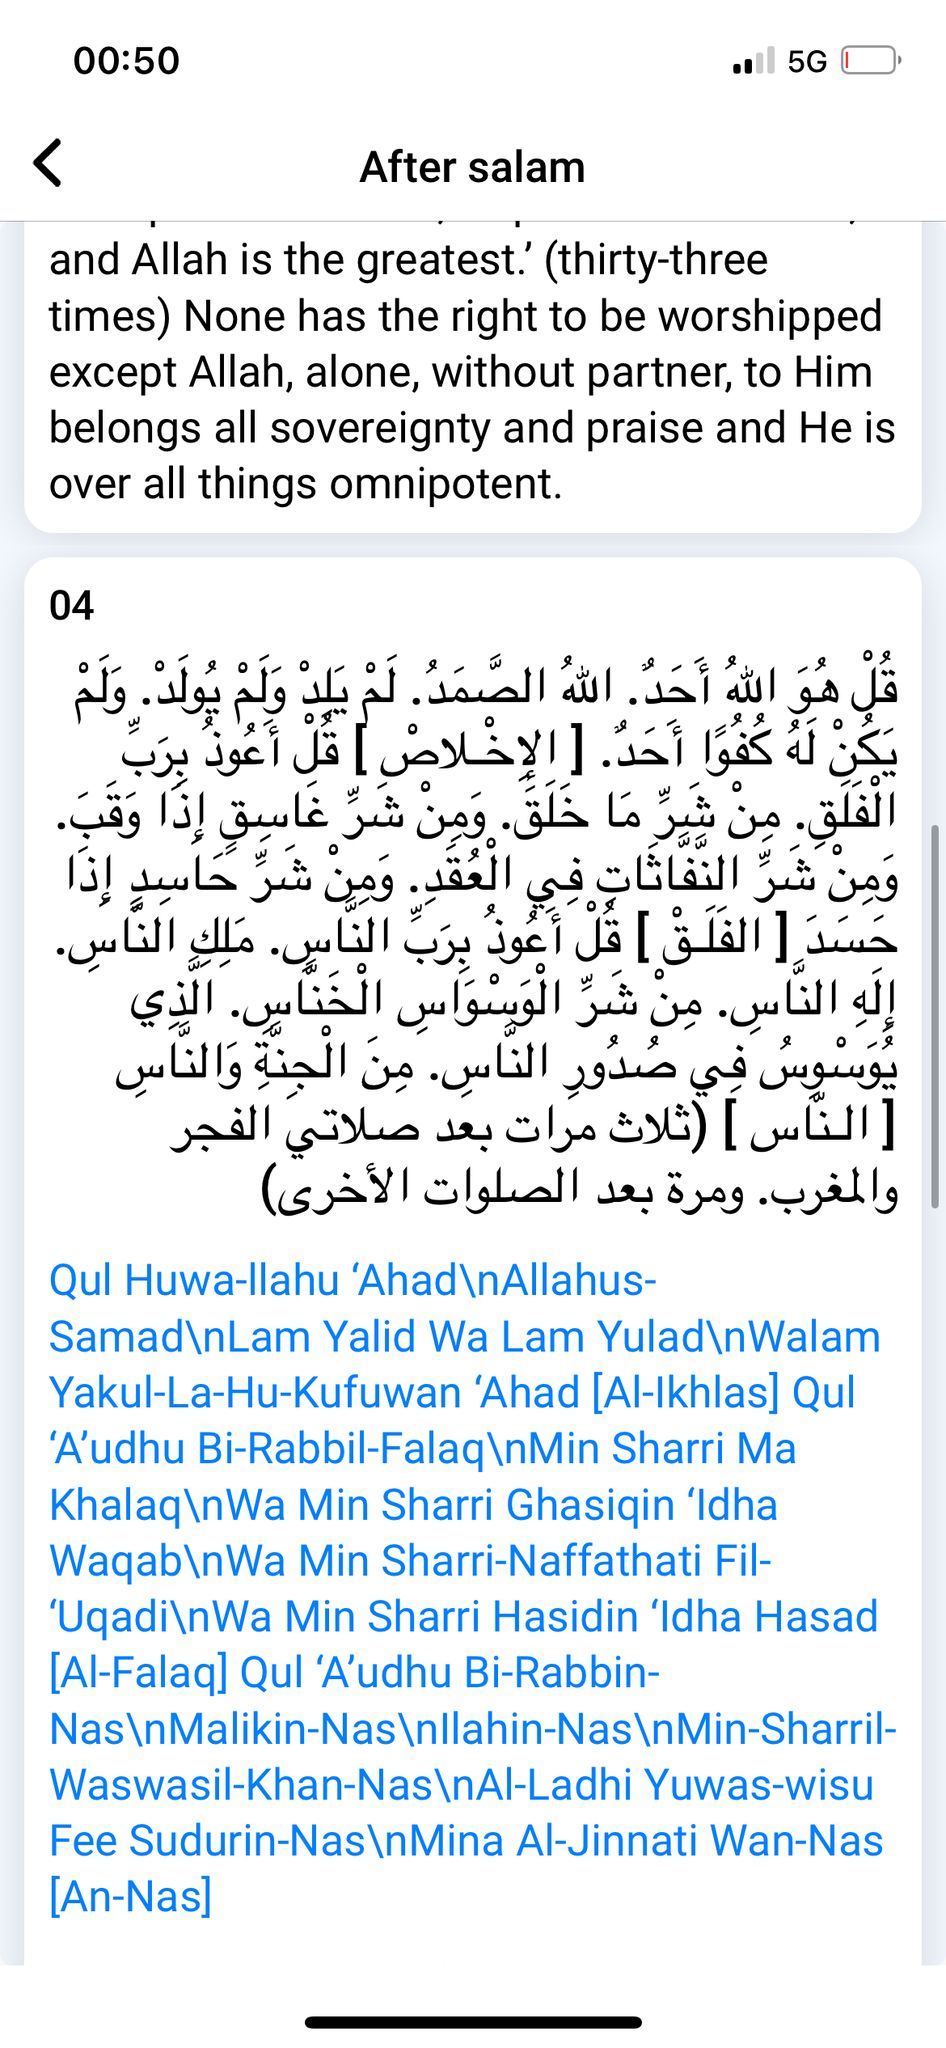 00:50
5G
After salam
and Allah is the greatest.’ (thirty-three
times) None has the right to be worshipped
except Allah, alone, without partner, to Him
belongs all sovereignty and praise and He is
over all things omnipotent.
04
قُلْ هُوَ اللهُ أَحَدٌ. اللهُ الصَّمَدُ. لَمْ يَلِدْ وَلَمْ يُولَدْ. وَلَمْ
يَكُنْ لَهُ كُفُوًا أَحَدٌ. [ الإِخْـلاصْ ] قُلْ أَعُوذُ بِرَبِّ
الْفَلَقِ. مِنْ شَرِّ مَا خَلَقَ. وَمِنْ شَرِّ غَاسِقٍ إِذَا وَقَبَ.
وَمِنْ شَرِّ النَّفَّاثَاتِ فِي الْعُقَدِ. وَمِنْ شَرِّ حَاسِدٍ إِذَا
حَسَدَ [ الفَلَـقْ ] قُلْ أَعُوذُ بِرَبِّ النَّاسِ. مَلِكِ النَّاسِ.
إِلَهِ النَّاسِ. مِنْ شَرِّ الْوَسْوَاسِ الْخَنَّاسِ. الَّذِي
يُوَسْوِسُ فِي صُدُورِ النَّاسِ. مِنَ الْجِنَّةِ وَالنَّاسِ
[ الـنّاس ] (ثلاث مرات بعد صلاتي الفجر
والمغرب. ومرة بعد الصلوات الأخرى)
Qul Huwa-llahu ‘Ahad\nAllahus-
Samad\nLam Yalid Wa Lam Yulad\nWalam
Yakul-La-Hu-Kufuwan ‘Ahad [Al-Ikhlas] Qul
‘A’udhu Bi-Rabbil-Falaq\nMin Sharri Ma
Khalaq\nWa Min Sharri Ghasiqin ‘Idha
Waqab\nWa Min Sharri-Naffathati Fil-
‘Uqadi\nWa Min Sharri Hasidin ‘Idha Hasad
[Al-Falaq] Qul ‘A’udhu Bi-Rabbin-
Nas\nMalikin-Nas\nIlahin-Nas\nMin-Sharril-
Waswasil-Khan-Nas\nAl-Ladhi Yuwas-wisu
Fee Sudurin-Nas\nMina Al-Jinnati Wan-Nas
[An-Nas]